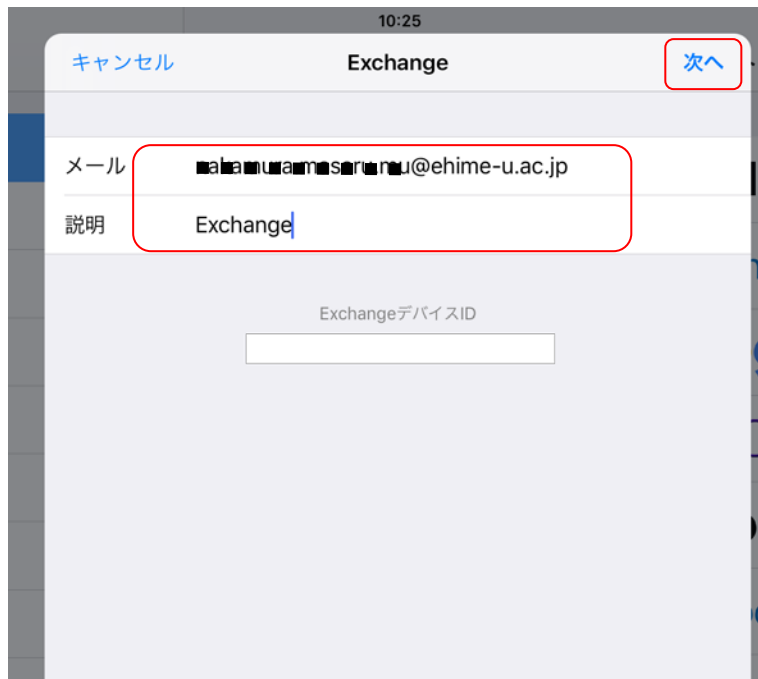 10:25
キャンセル Exchange 次へ
メール @ehime-u.ac.jp
説明 Exchange
ExchangeデバイスID